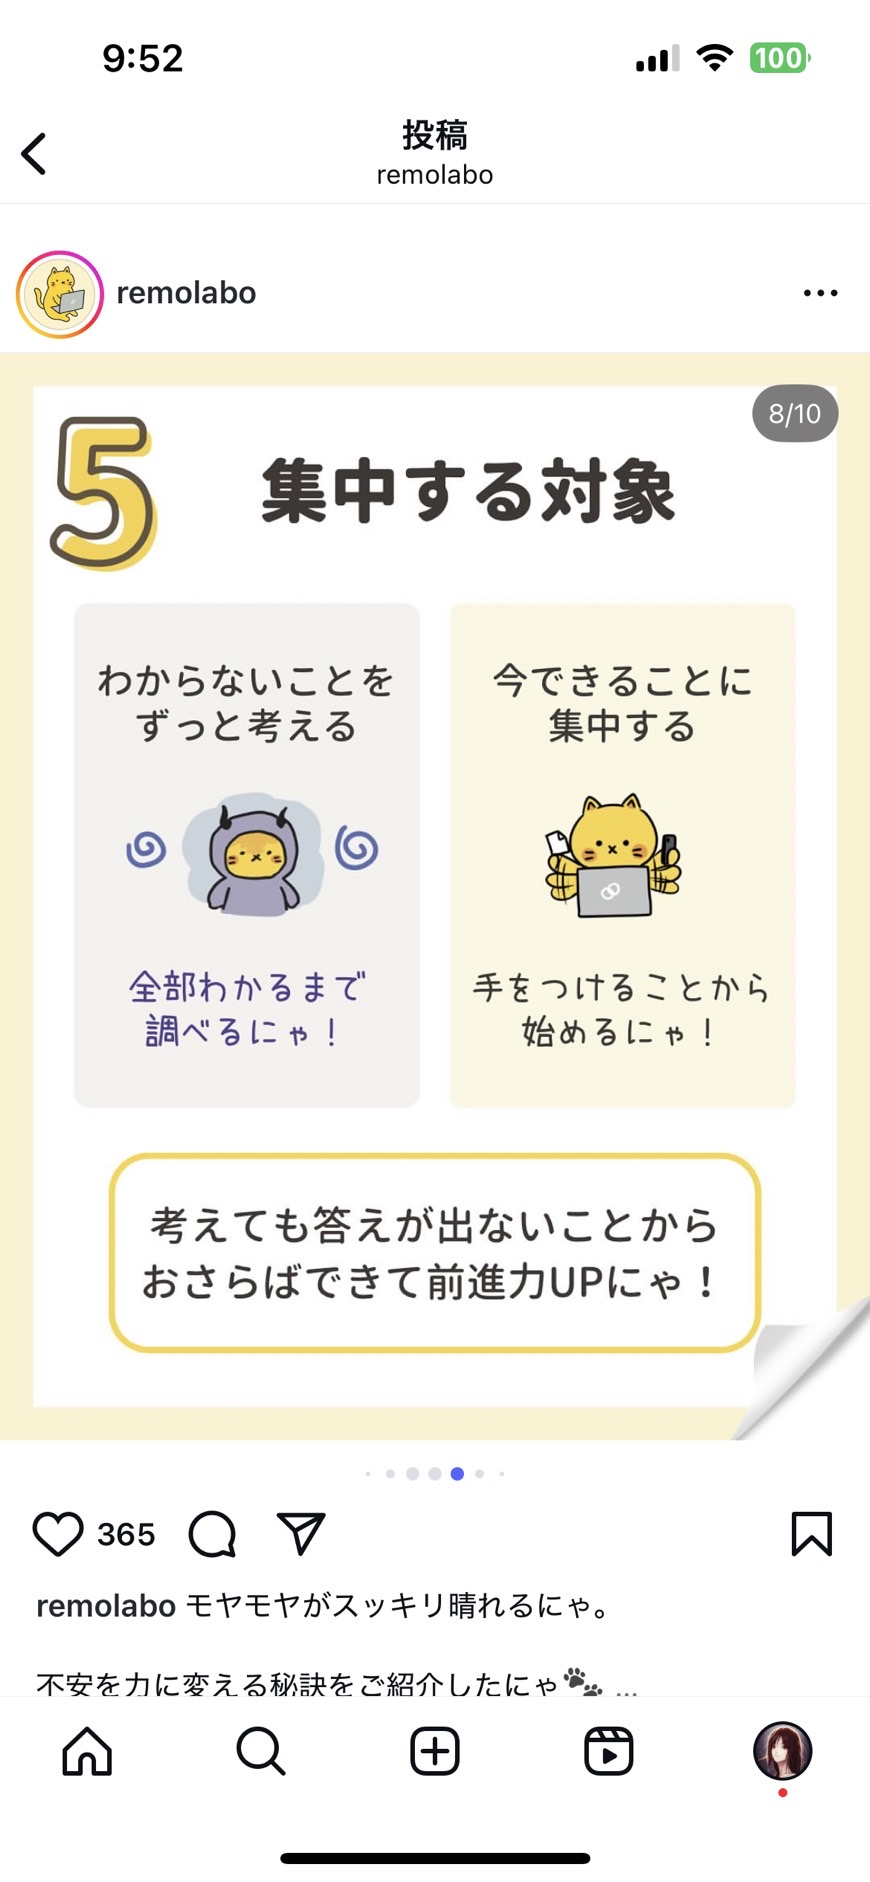 9:52
100
投稿
remolabo
remolabo
8/10
5
集中する対象
わからないことを
ずっと考える
今できることに
集中する
全部わかるまで
調べるにゃ！
手をつけることから
始めるにゃ！
考えても答えが出ないことから
おさらばできて前進力UPにゃ！
365
remolabo モヤモヤがスッキリ晴れるにゃ。
不安を力に変える秘訣をご紹介したにゃ🐾 ...